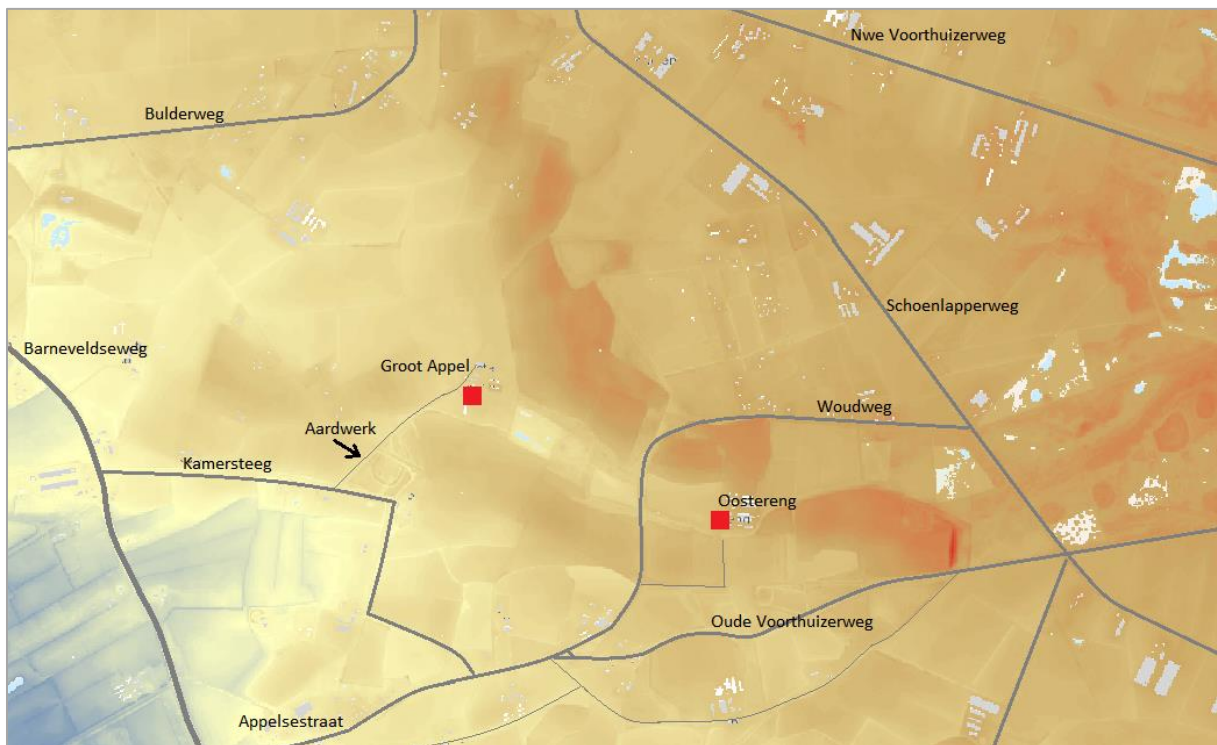 Nwe Voorthuizerweg
Bulderweg
Schoenlapperweg
Barneveldseweg
Groot Appel
Woudweg
Aardwerk
Kamersteeg
Oostereng
Oude Voorthuizerweg
Appelsestraat